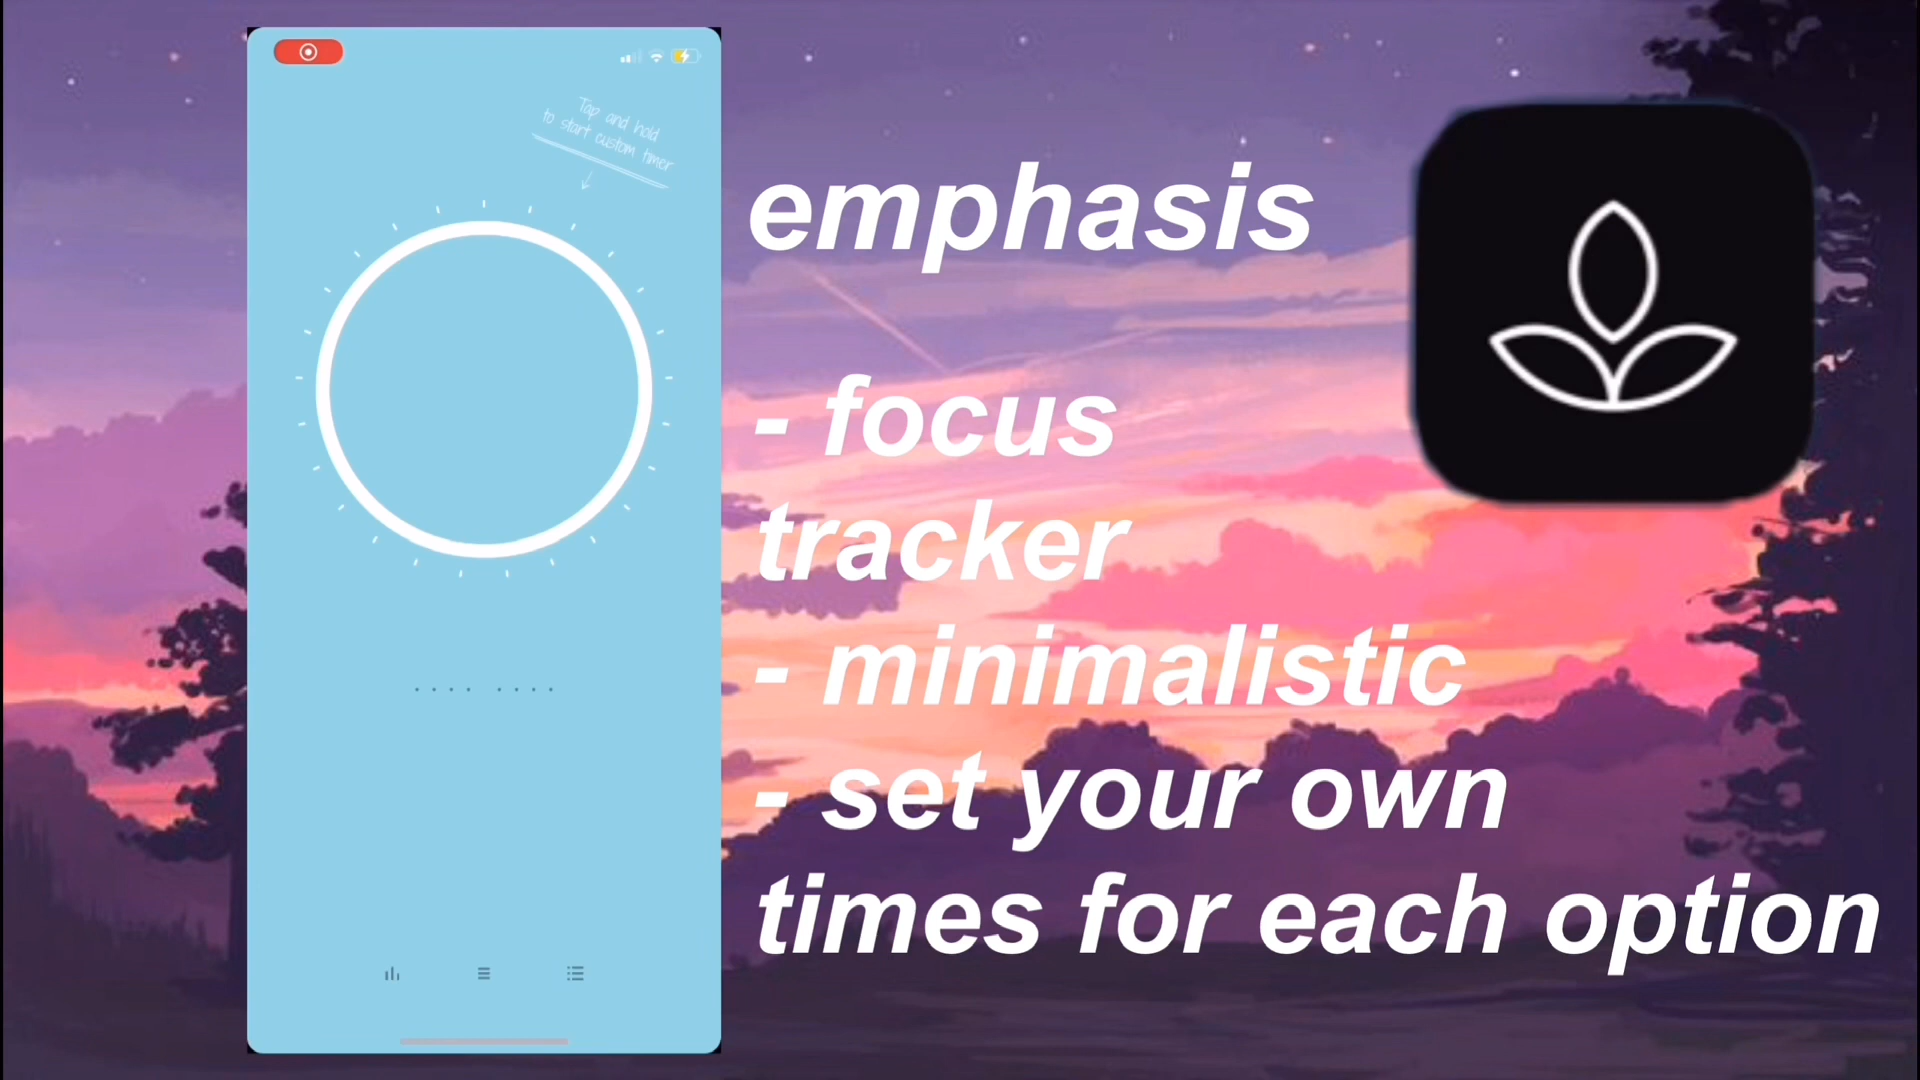 Tap and hold
to start custom timer
emphasis
- focus
tracker
- minimalistic
- set your own
times for each option